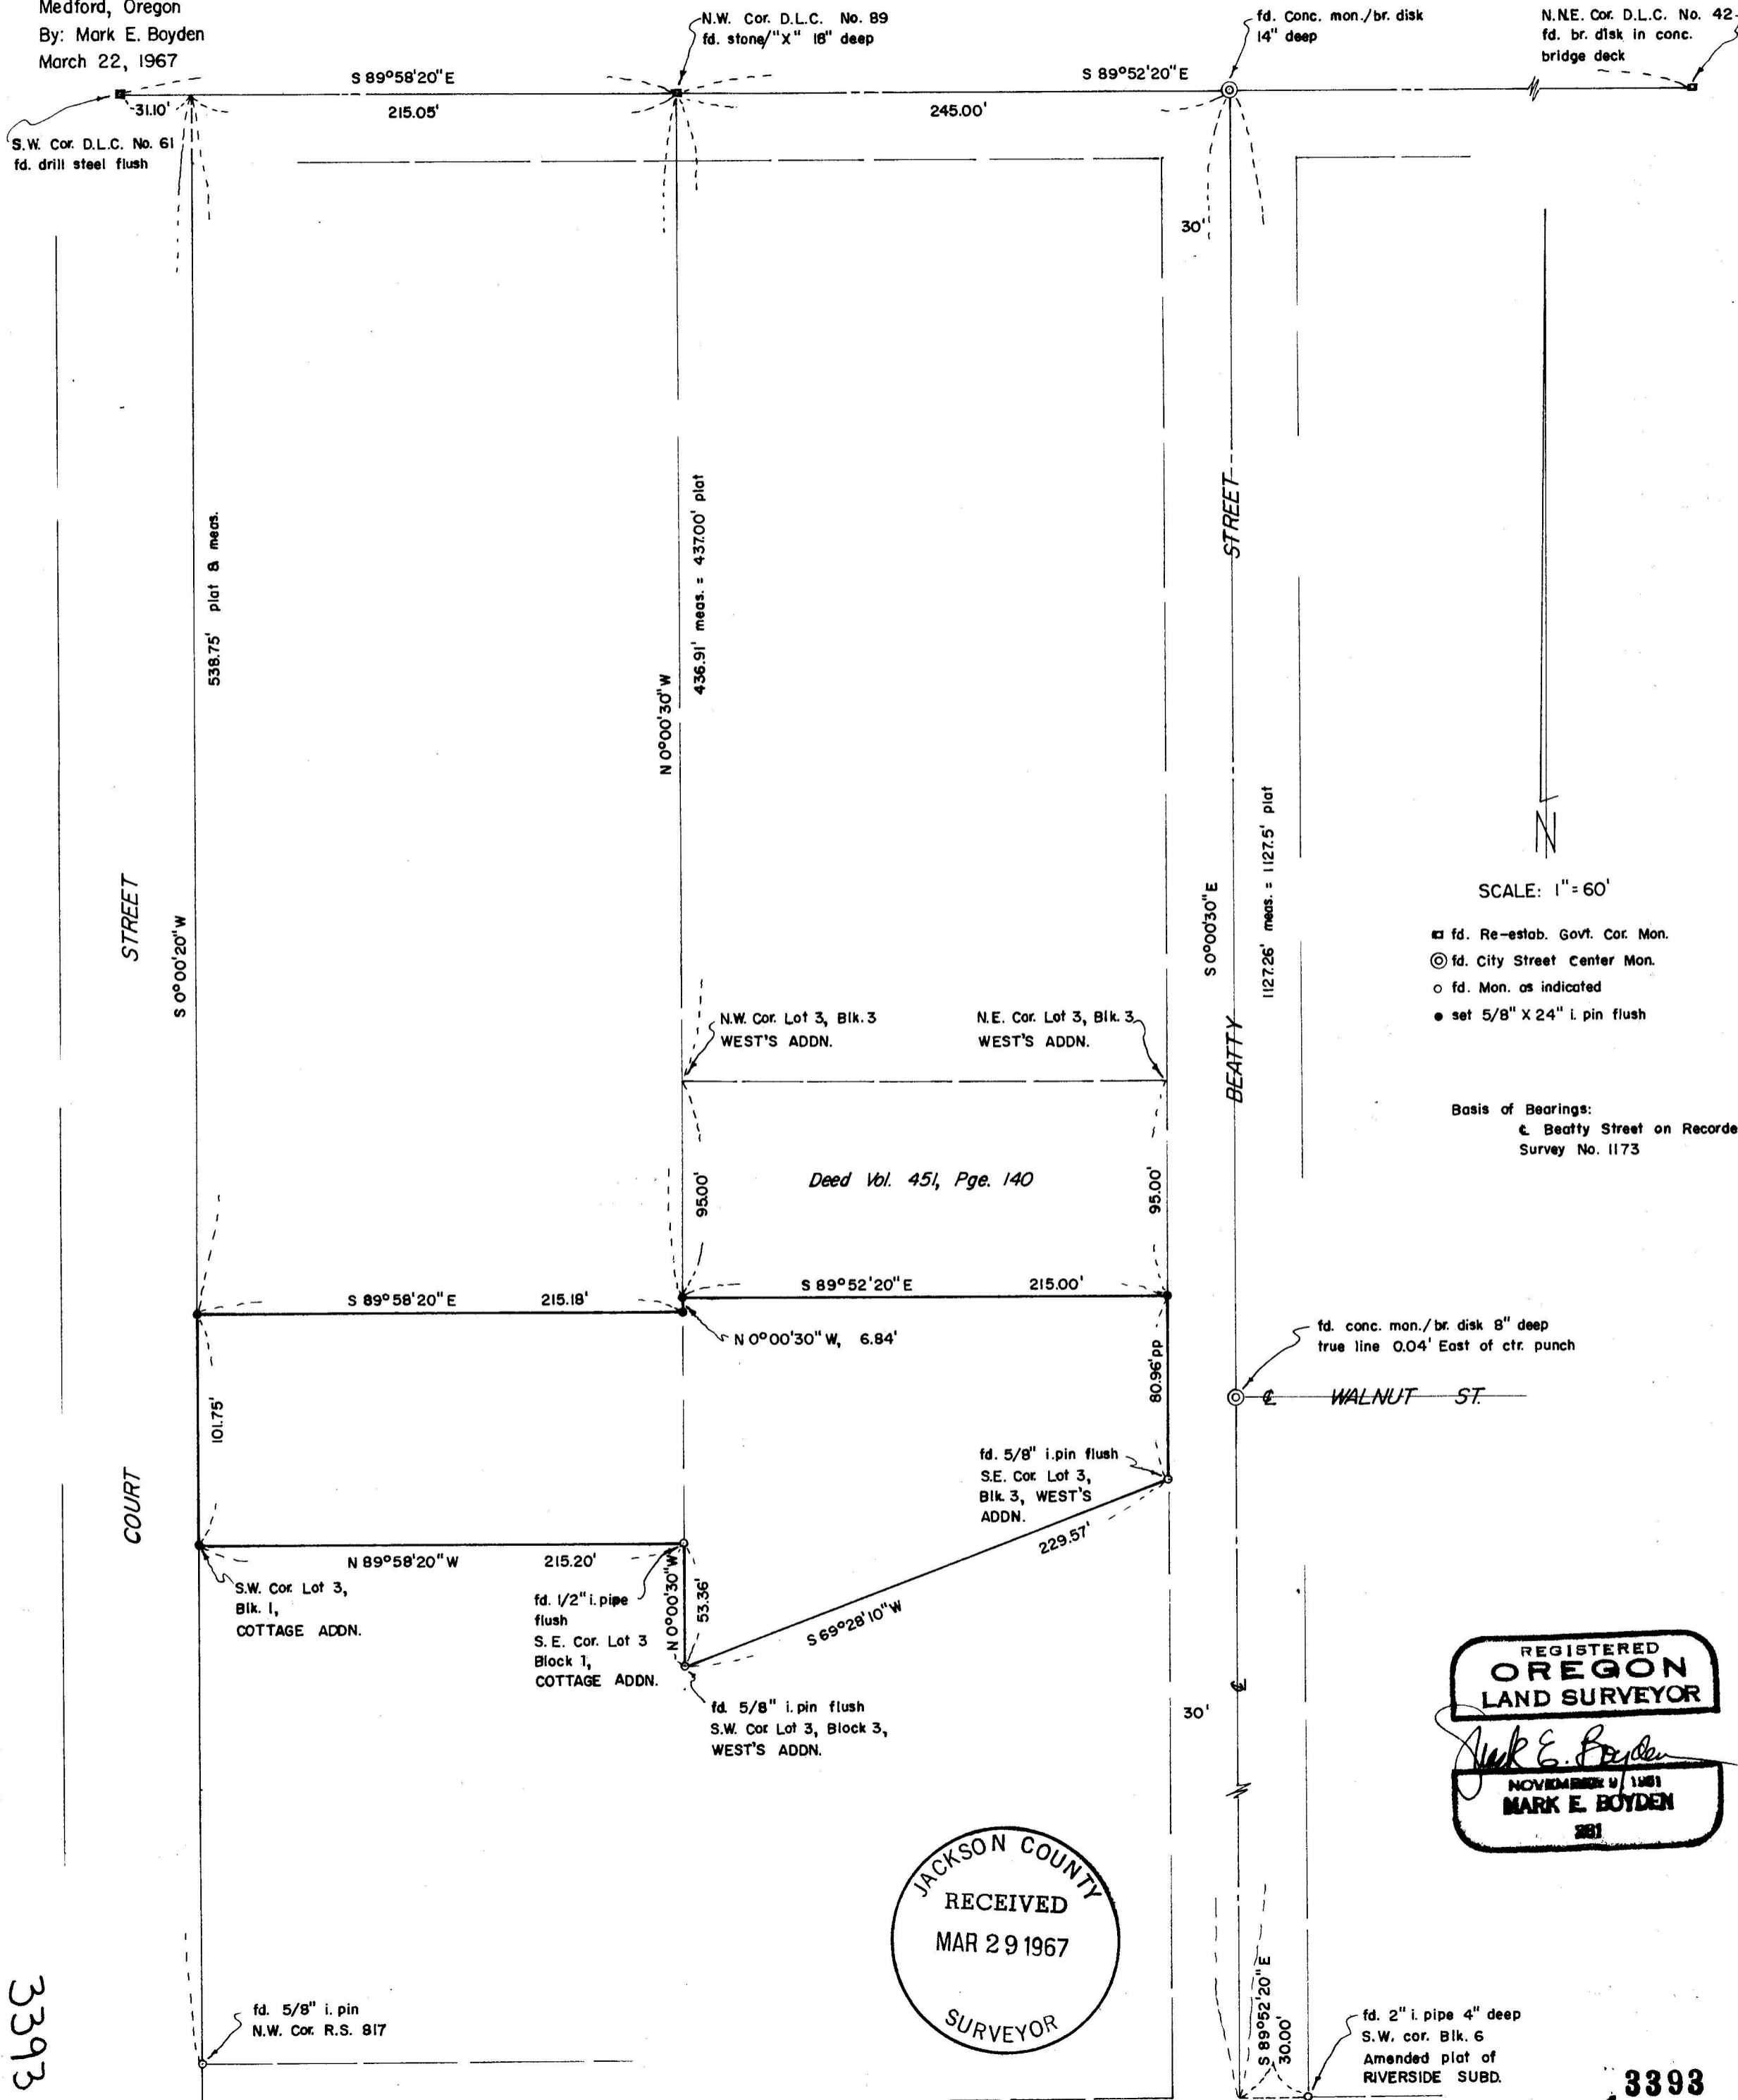 Medford, Oregon
By: Mark E. Boyden
March 22, 1967
N.W. Cor. D.L.C. No. 89
fd. stone/"X" 18" deep
fd. Conc. mon./br. disk
14" deep
N.N.E. Cor. D.L.C. No. 42
fd. br. disk in conc.
bridge deck
S 89°58'20" E
S 89°52'20" E
31.10'
215.05'
245.00'
S.W. Cor. D.L.C. No. 61
fd. drill steel flush
30'
538.75' plat & meas.
S 0°00'20" W
436.91' meas. = 437.00' plat
N 0°00'30" W
STREET
BEATTY
S 0°00'30" E
1127.26' meas. = 1127.5' plat
N
SCALE: 1" = 60'
fd. Re-estab. Govt. Cor. Mon.
fd. City Street Center Mon.
fd. Mon. as indicated
set 5/8" X 24" i. pin flush
STREET
COURT
N.W. Cor. Lot 3, Blk. 3
WEST'S ADDN.
N.E. Cor. Lot 3, Blk. 3
WEST'S ADDN.
Basis of Bearings:
℄ Beatty Street on Recorde
Survey No. 1173
95.00'
Deed Vol. 451, Pge. 140
95.00'
S 89°58'20" E 215.18'
S 89°52'20" E 215.00'
N 0°00'30" W, 6.84'
101.75'
80.96' pp
fd. conc. mon./ br. disk 8" deep
true line 0.04' East of ctr. punch
℄ WALNUT ST.
fd. 5/8" i. pin flush
S.E. Cor. Lot 3,
Blk. 3, WEST'S
ADDN.
229.57'
S 69°28'10" W
N 89°58'20" W 215.20'
S.W. Cor. Lot 3,
Blk. 1,
COTTAGE ADDN.
fd. 1/2" i. pipe
flush
S. E. Cor. Lot 3
Block 1,
COTTAGE ADDN.
N 0°00'30" W
53.36'
fd. 5/8" i. pin flush
S.W. Cor. Lot 3, Block 3,
WEST'S ADDN.
30'
℄
REGISTERED
OREGON
LAND SURVEYOR
Mark E. Boyden
NOVEMBER 9, 1951
MARK E. BOYDEN
JACKSON COUNTY
RECEIVED
MAR 29 1967
SURVEYOR
fd. 5/8" i. pin
N.W. Cor. R.S. 817
S 89°52'20" E
30.00'
fd. 2" i. pipe 4" deep
S.W. cor. Blk. 6
Amended plat of
RIVERSIDE SUBD.
3393
3393